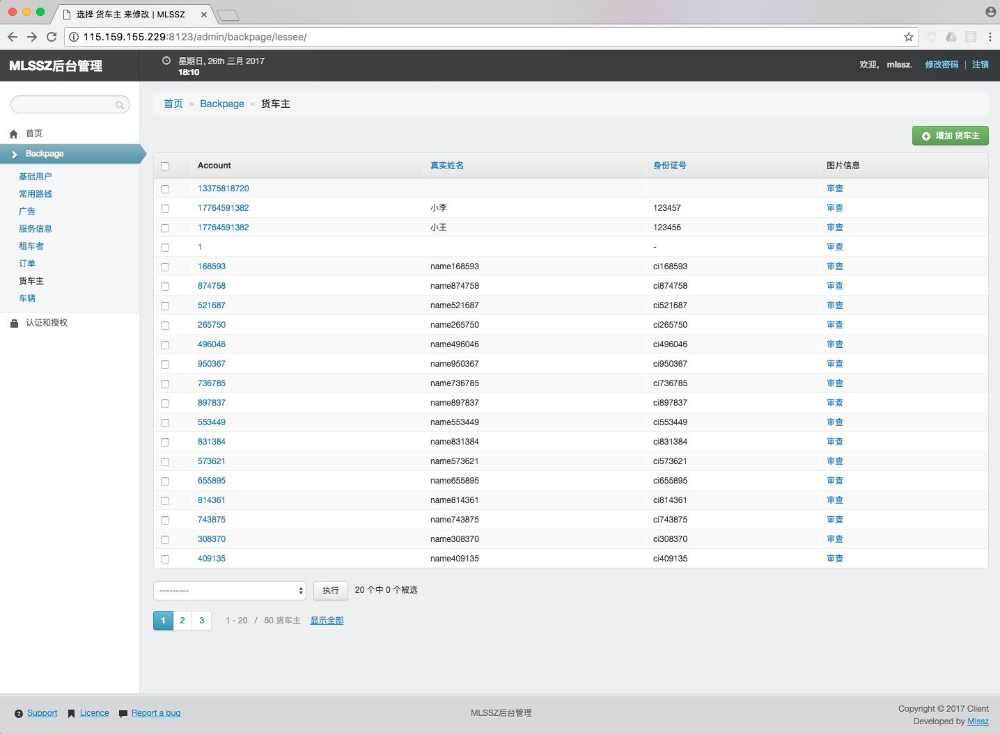 选择 货车主 来修改 | MLSSZ
115.159.155.229:8123/admin/backpage/lessee/
MLSSZ后台管理
星期日, 26th 三月 2017
18:10
欢迎, mlssz. 修改密码 | 注销
首页 » Backpage » 货车主
首页
Backpage
基础用户
常用路线
广告
服务信息
租车者
订单
货车主
车辆
认证和授权
增加 货车主
Account 真实姓名 身份证号 图片信息
13375818720 审查
17764591382 小李 123457 审查
17764591382 小王 123456 审查
1 - 审查
168593 name168593 ci168593 审查
874758 name874758 ci874758 审查
521687 name521687 ci521687 审查
265750 name265750 ci265750 审查
496046 name496046 ci496046 审查
950367 name950367 ci950367 审查
736785 name736785 ci736785 审查
897837 name897837 ci897837 审查
553449 name553449 ci553449 审查
831384 name831384 ci831384 审查
573621 name573621 ci573621 审查
655895 name655895 ci655895 审查
814361 name814361 ci814361 审查
743875 name743875 ci743875 审查
308370 name308370 ci308370 审查
409135 name409135 ci409135 审查
--------- 执行 20 个中 0 个被选
1 2 3 1 - 20 / 50 货车主 显示全部
Support Licence Report a bug
MLSSZ后台管理
Copyright © 2017 Client
Developed by Mlssz